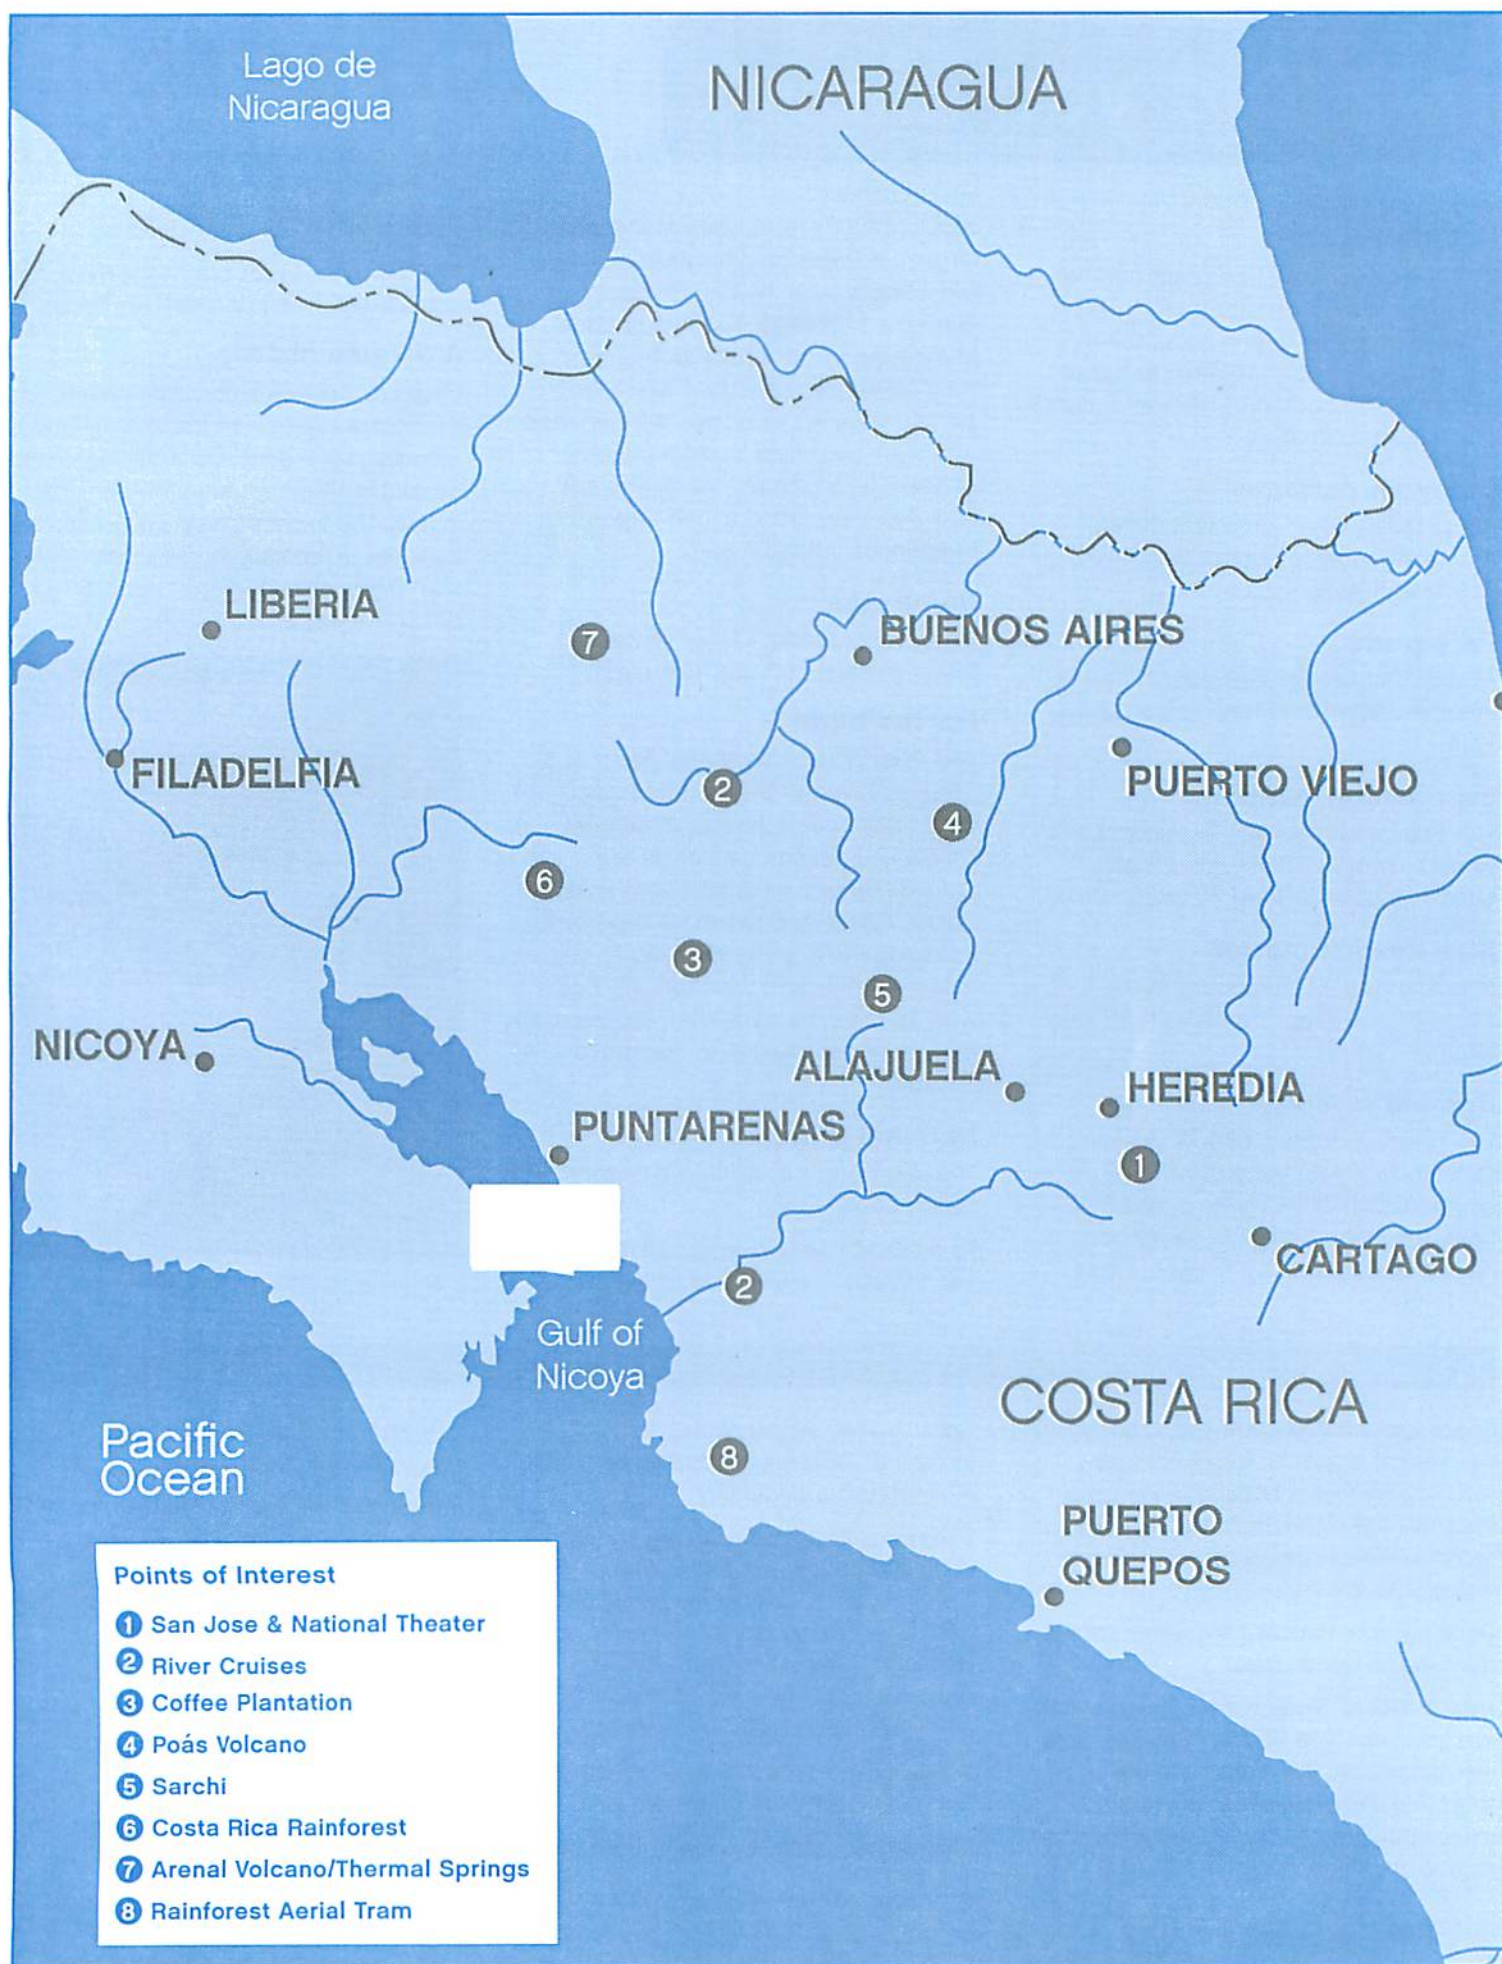 Lago de
Nicaragua
NICARAGUA
LIBERIA
7
BUENOS AIRES
FILADELFIA
2
PUERTO VIEJO
4
6
3
5
NICOYA
ALAJUELA
HEREDIA
PUNTARENAS
1
CARTAGO
2
Gulf of
Nicoya
COSTA RICA
Pacific
Ocean
8
PUERTO
QUEPOS
Points of Interest
1 San Jose & National Theater
2 River Cruises
3 Coffee Plantation
4 Poás Volcano
5 Sarchi
6 Costa Rica Rainforest
7 Arenal Volcano/Thermal Springs
8 Rainforest Aerial Tram